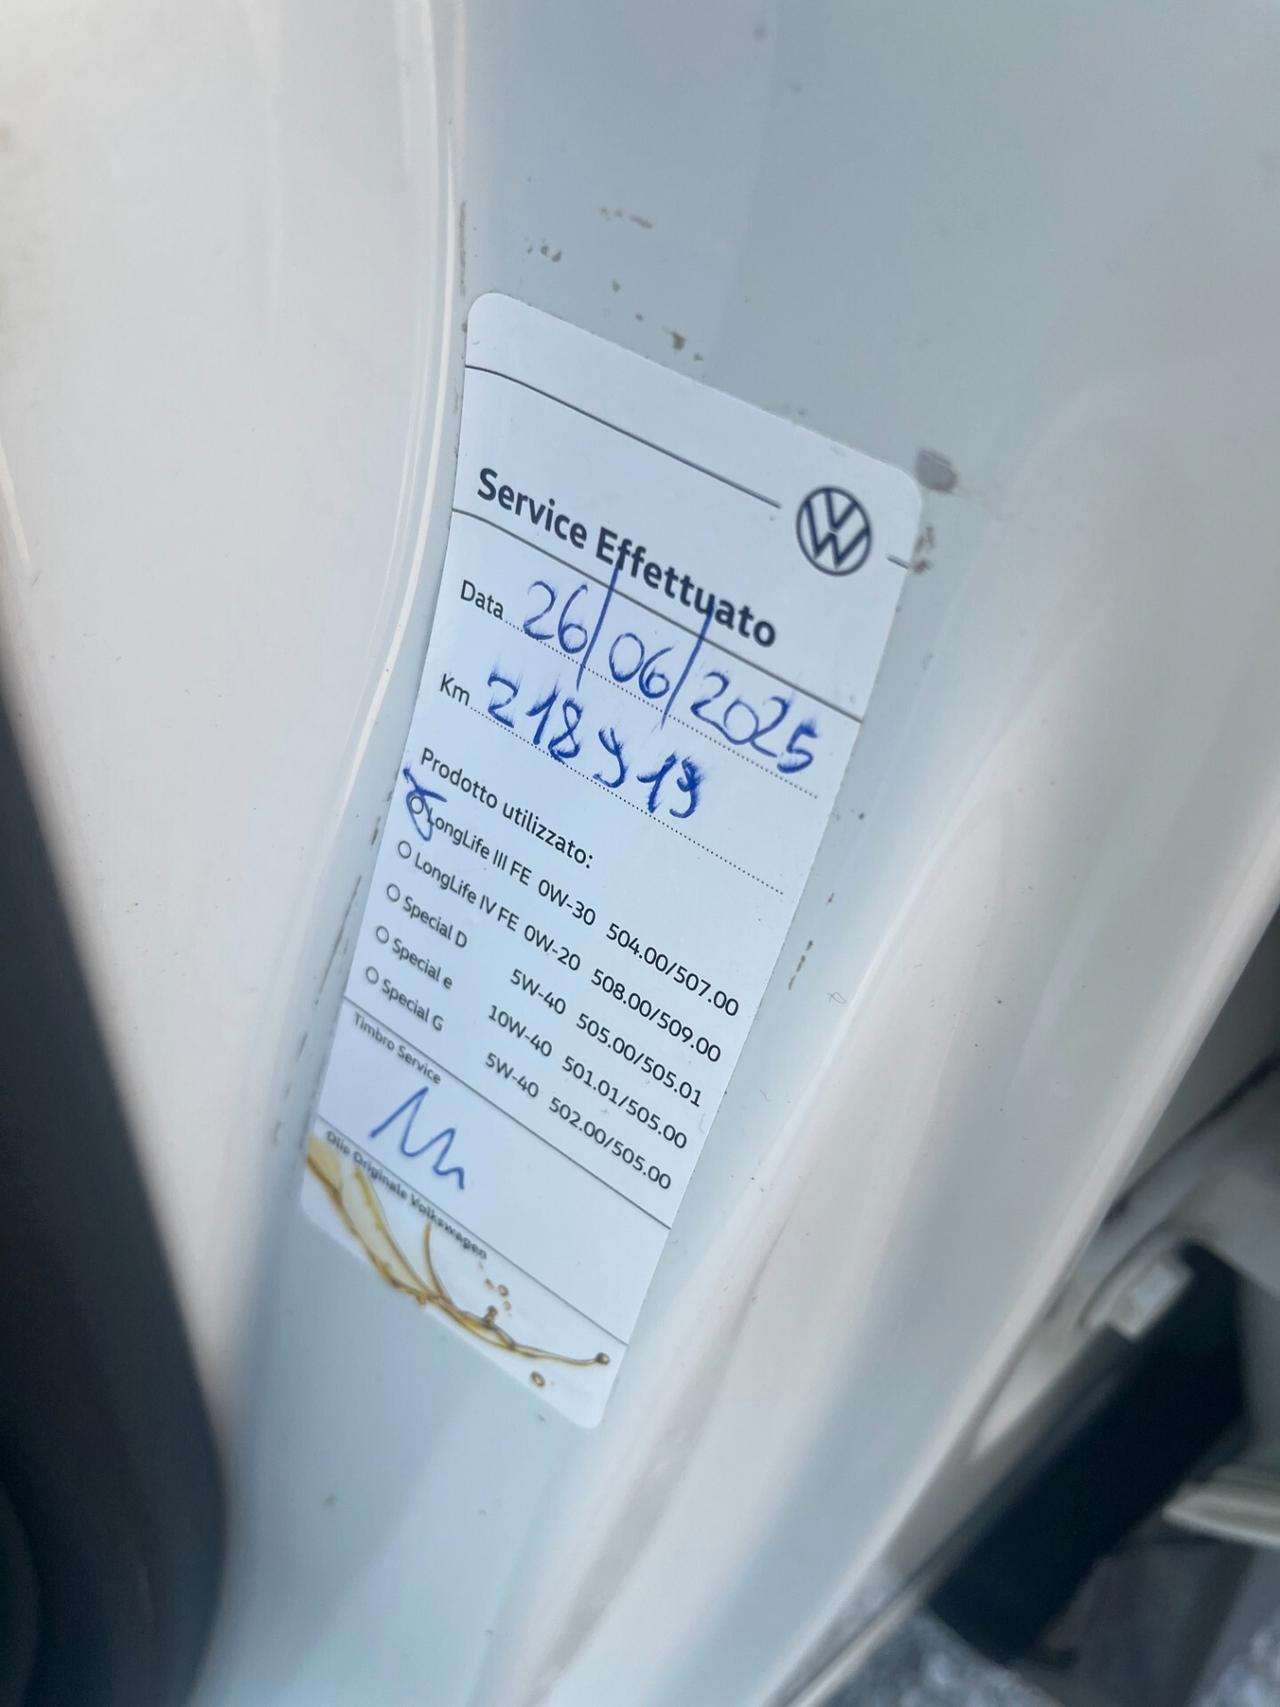 Service Effettuato
Data 26/06/2025
Km 218919
Prodotto utilizzato:
LongLife III FE 0W-30 504.00/507.00
LongLife IV FE 0W-20 508.00/509.00
Special D 5W-40 505.00/505.01
Special e 10W-40 501.01/505.00
Special G 5W-40 502.00/505.00
Timbro Service
Olio Originale Volkswagen